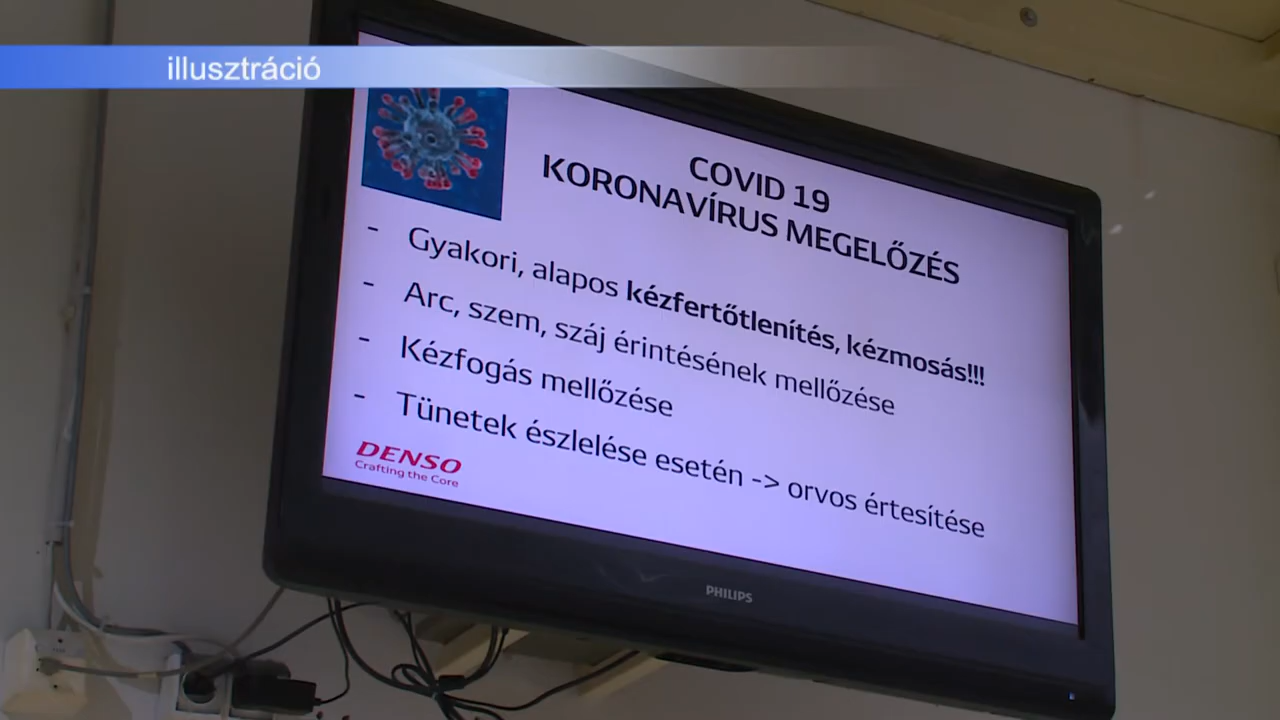 illusztráció
COVID 19
KORONAVÍRUS MEGELŐZÉS
- Gyakori, alapos kézfertőtlenítés, kézmosás!!!
- Arc, szem, száj érintésének mellőzése
- Kézfogás mellőzése
- Tünetek észlelése esetén -> orvos értesítése
DENSO
Crafting the Core
PHILIPS